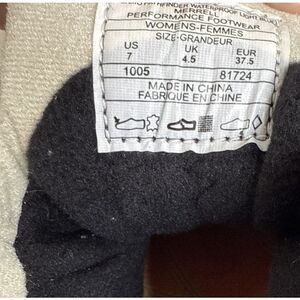 WATERPROOF
MERRELL
PERFORMANCE FOOTWEAR
WOMENS-FEMMES
SIZE-GRANDEUR
US UK EUR
7 4.5 37.5
1005 81724
MADE IN CHINA
FABRIQUE EN CHINE